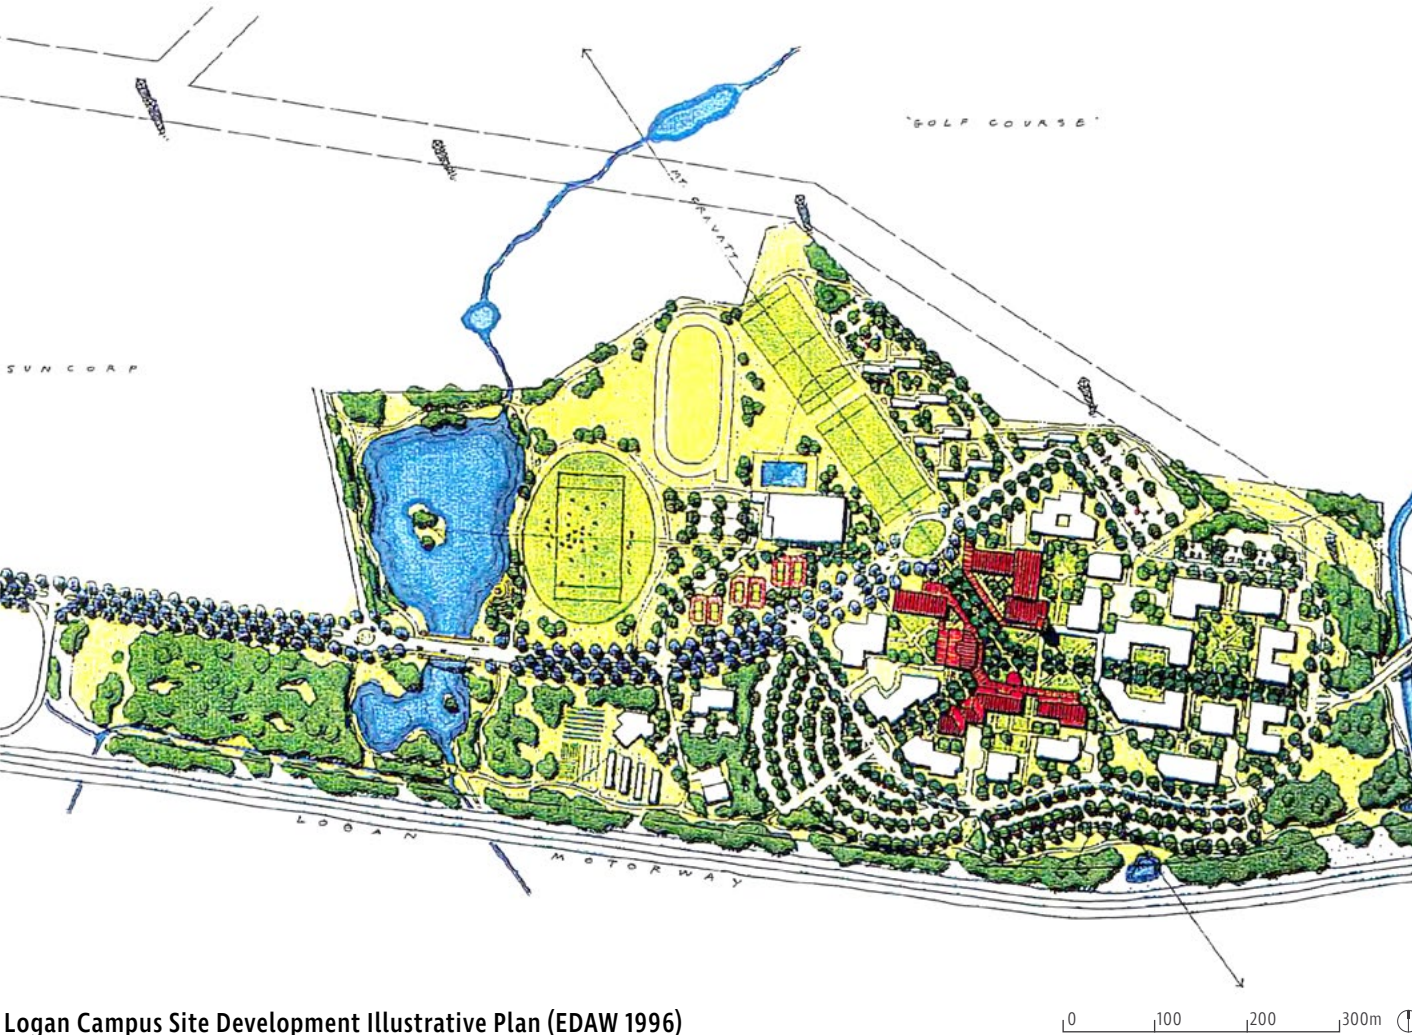 'GOLF COURSE'
MT. GRAVATT
SUNCORP
LOGAN MOTORWAY
Logan Campus Site Development Illustrative Plan (EDAW 1996)
0 100 200 300m